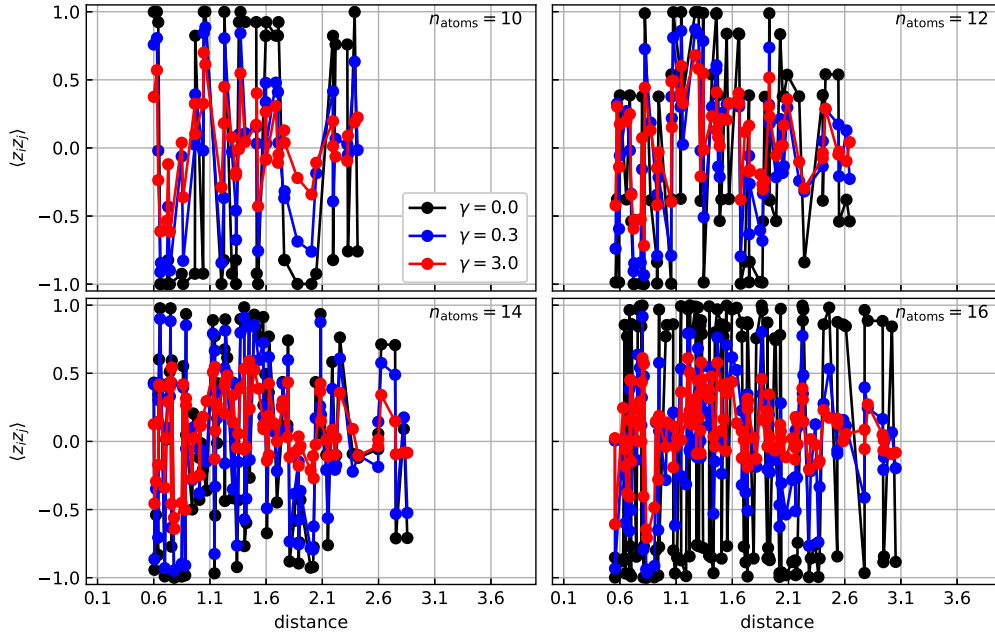 n_atoms = 10
n_atoms = 12
1.0
0.5
0.0
−0.5
−1.0
⟨z_i z_j⟩
γ = 0.0
γ = 0.3
γ = 3.0
n_atoms = 14
n_atoms = 16
1.0
0.5
0.0
−0.5
−1.0
⟨z_i z_j⟩
0.1 0.6 1.1 1.6 2.1 2.6 3.1 3.6
0.1 0.6 1.1 1.6 2.1 2.6 3.1 3.6
distance
distance